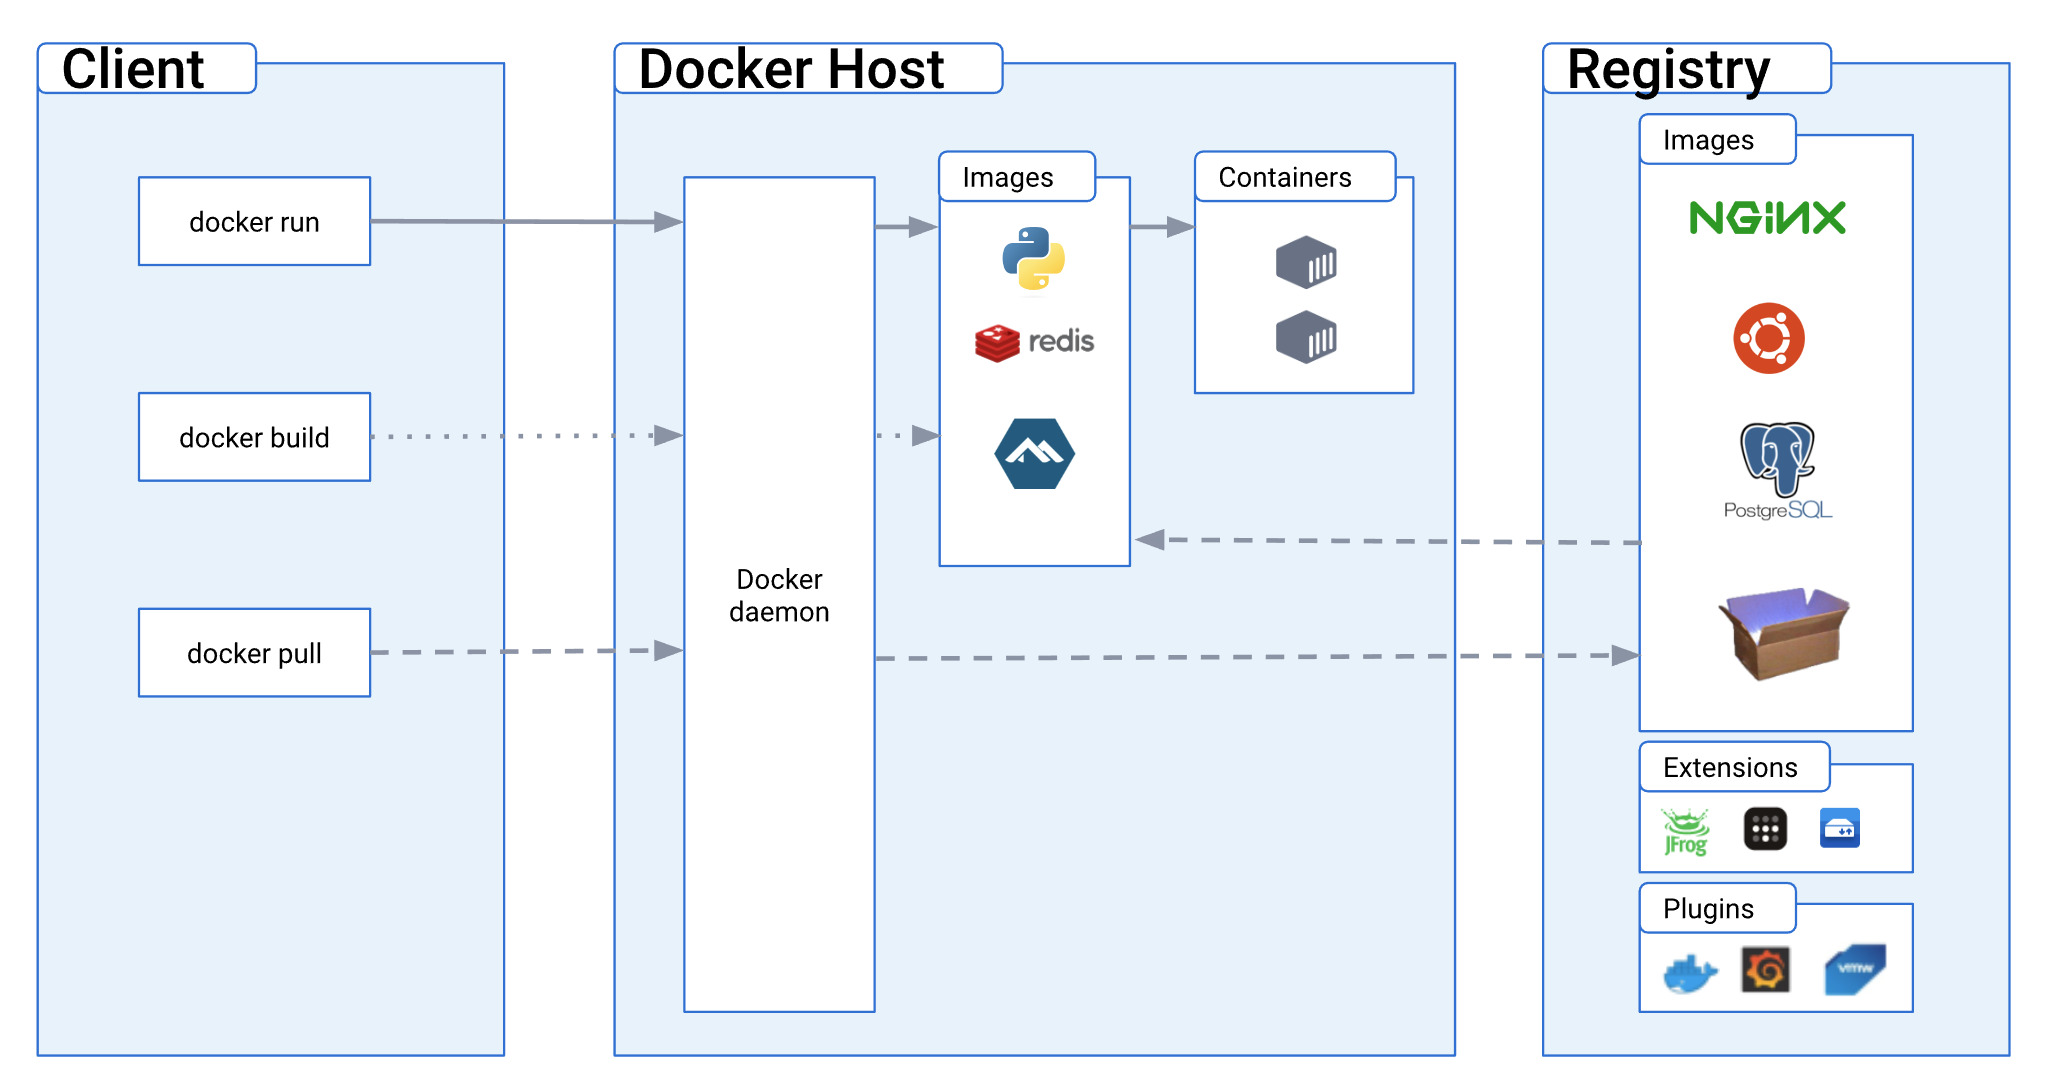 Client
docker run
docker build
docker pull
Docker Host
Docker
daemon
Images
redis
Containers
Registry
Images
NGiNX
PostgreSQL
Extensions
JFrog
Plugins
vmw